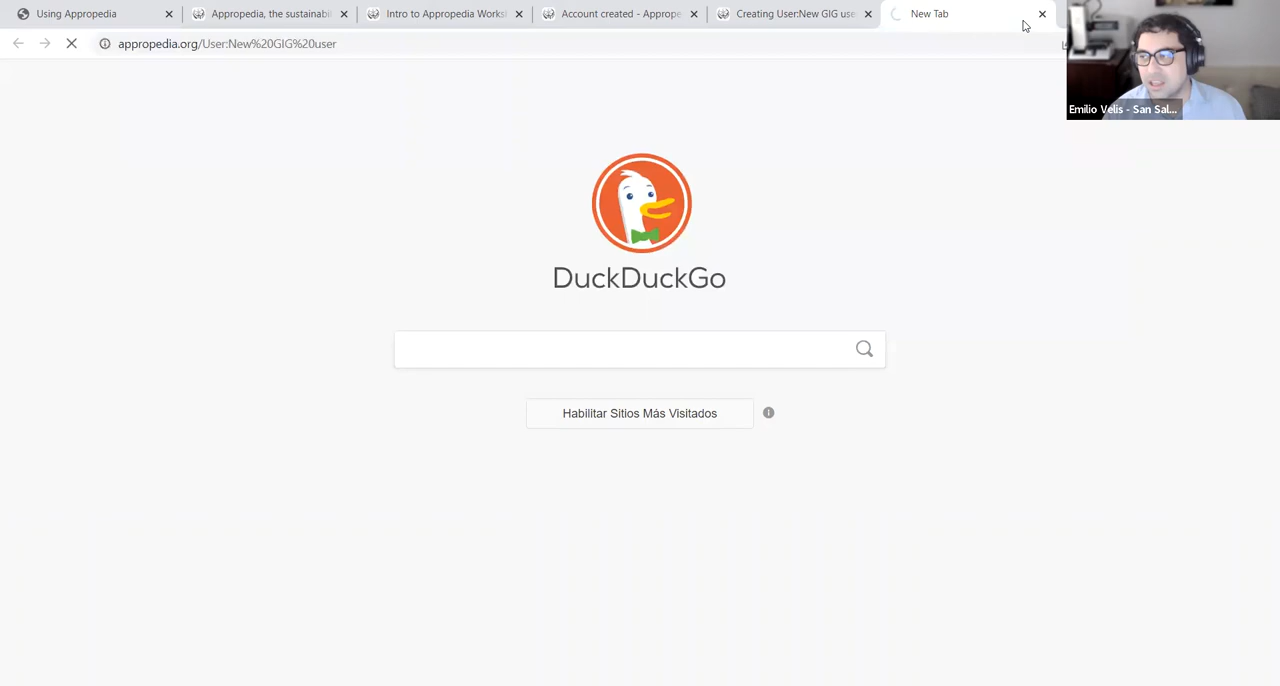 Using Appropedia
Appropedia, the sustainabi
Intro to Appropedia Works
Account created - Apprope
Creating User:New GIG use
New Tab
appropedia.org/User:New%20GIG%20user
Emilio Velis - San Sal...
DuckDuckGo
Habilitar Sitios Más Visitados